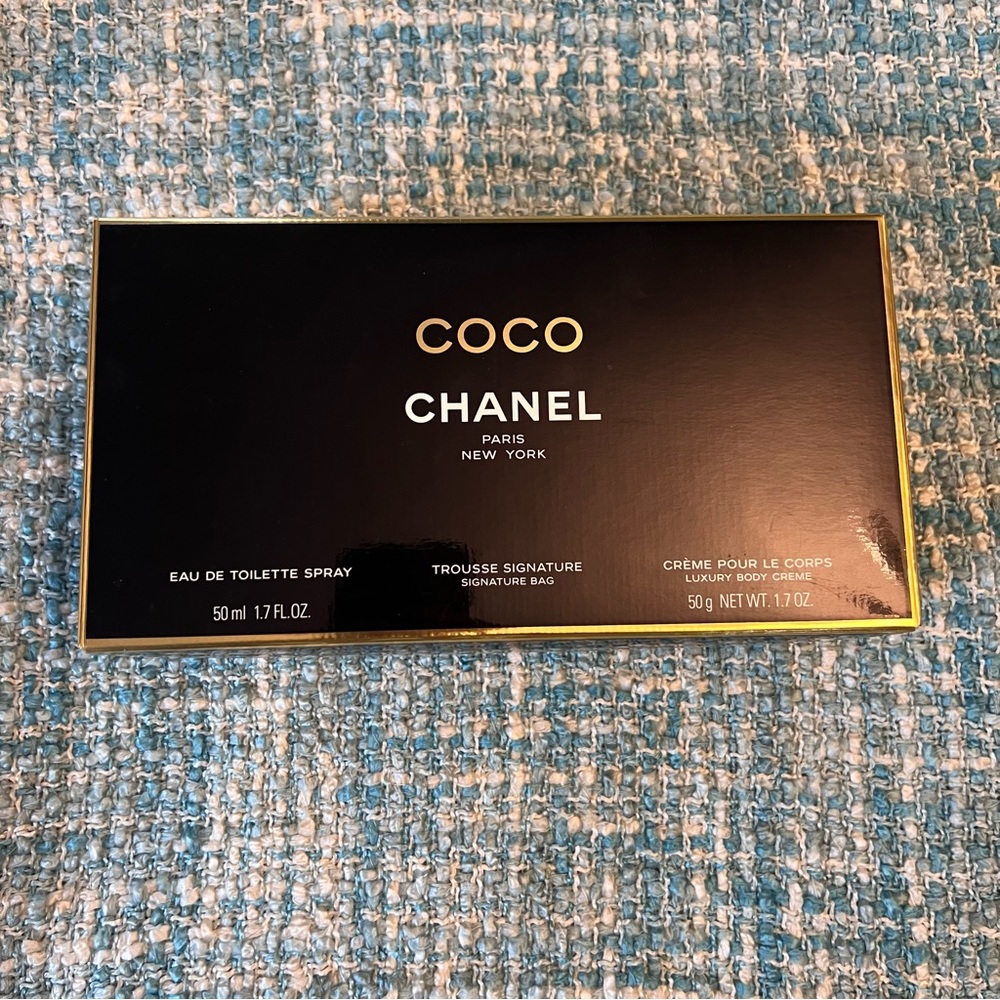 COCO
CHANEL
PARIS
NEW YORK
EAU DE TOILETTE SPRAY
50 ml 1.7 FL.OZ.
TROUSSE SIGNATURE
SIGNATURE BAG
CRÈME POUR LE CORPS
LUXURY BODY CREME
50 g NET WT. 1.7 OZ.